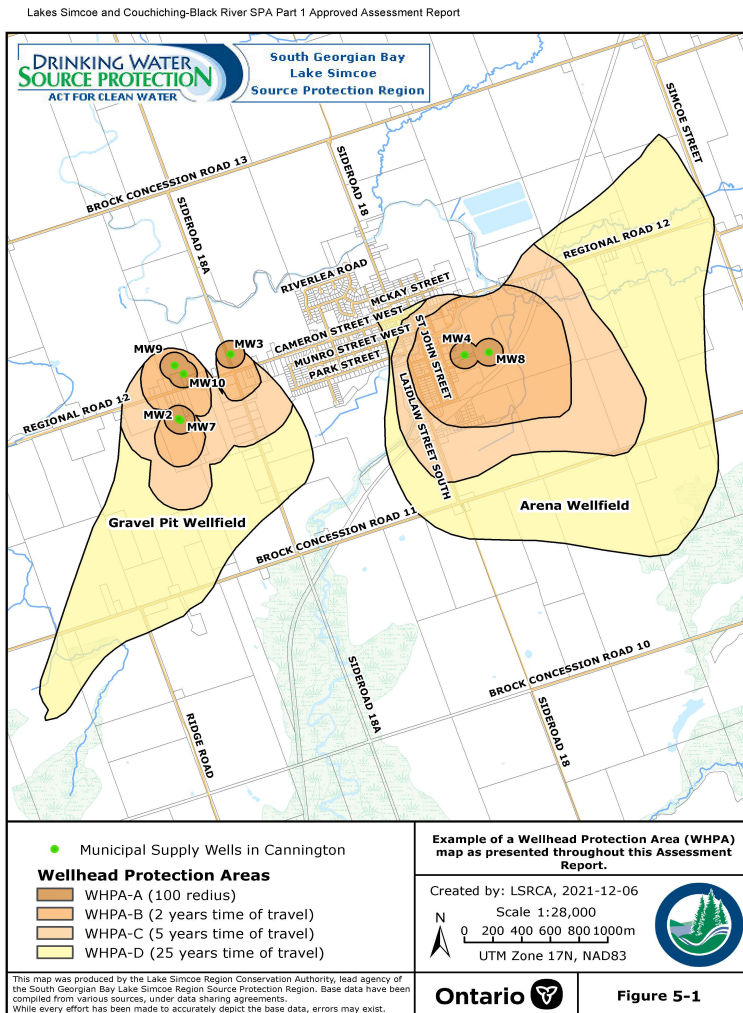 Lakes Simcoe and Couchiching-Black River SPA Part 1 Approved Assessment Report
DRINKING WATER
SOURCE PROTECTION
ACT FOR CLEAN WATER
South Georgian Bay
Lake Simcoe
Source Protection Region
SIMCOE STREET
BROCK CONCESSION ROAD 13
SIDEROAD 18
SIDEROAD 18A
REGIONAL ROAD 12
RIVERLEA ROAD
MCKAY STREET
CAMERON STREET WEST
MUNRO STREET WEST
PARK STREET
ST JOHN STREET
LAIDLAW STREET SOUTH
MW9
MW3
MW10
MW4
MW8
REGIONAL ROAD 12
MW2
MW7
Gravel Pit Wellfield
Arena Wellfield
BROCK CONCESSION ROAD 11
BROCK CONCESSION ROAD 10
SIDEROAD 18A
SIDEROAD 18
RIDGE ROAD
Municipal Supply Wells in Cannington
Wellhead Protection Areas
WHPA-A (100 redius)
WHPA-B (2 years time of travel)
WHPA-C (5 years time of travel)
WHPA-D (25 years time of travel)
Example of a Wellhead Protection Area (WHPA)
map as presented throughout this Assessment
Report.
Created by: LSRCA, 2021-12-06
Scale 1:28,000
N
0 200 400 600 800 1000m
UTM Zone 17N, NAD83
This map was produced by the Lake Simcoe Region Conservation Authority, lead agency of
the South Georgian Bay Lake Simcoe Region Source Protection Region. Base data have been
compiled from various sources, under data sharing agreements.
While every effort has been made to accurately depict the base data, errors may exist.
Ontario
Figure 5-1